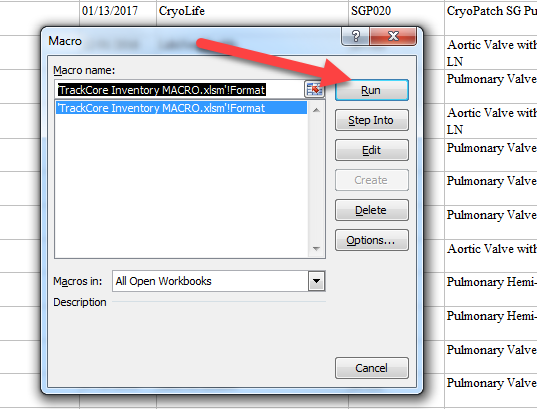 01/13/2017 CryoLife SGP020 CryoPatch SG Pu
Macro
Aortic Valve with
LN
Macro name:
Pulmonary Valve
'TrackCore Inventory MACRO.xlsm'!Format
Run
'TrackCore Inventory MACRO.xlsm'!Format
Aortic Valve with
LN
Step Into
Pulmonary Valve
Edit
Pulmonary Valve
Create
Delete
Pulmonary Valve
Options...
Aortic Valve with
Macros in: All Open Workbooks
Pulmonary Hemi-
Description
Pulmonary Hemi-
Pulmonary Valve
Cancel
Pulmonary Valve